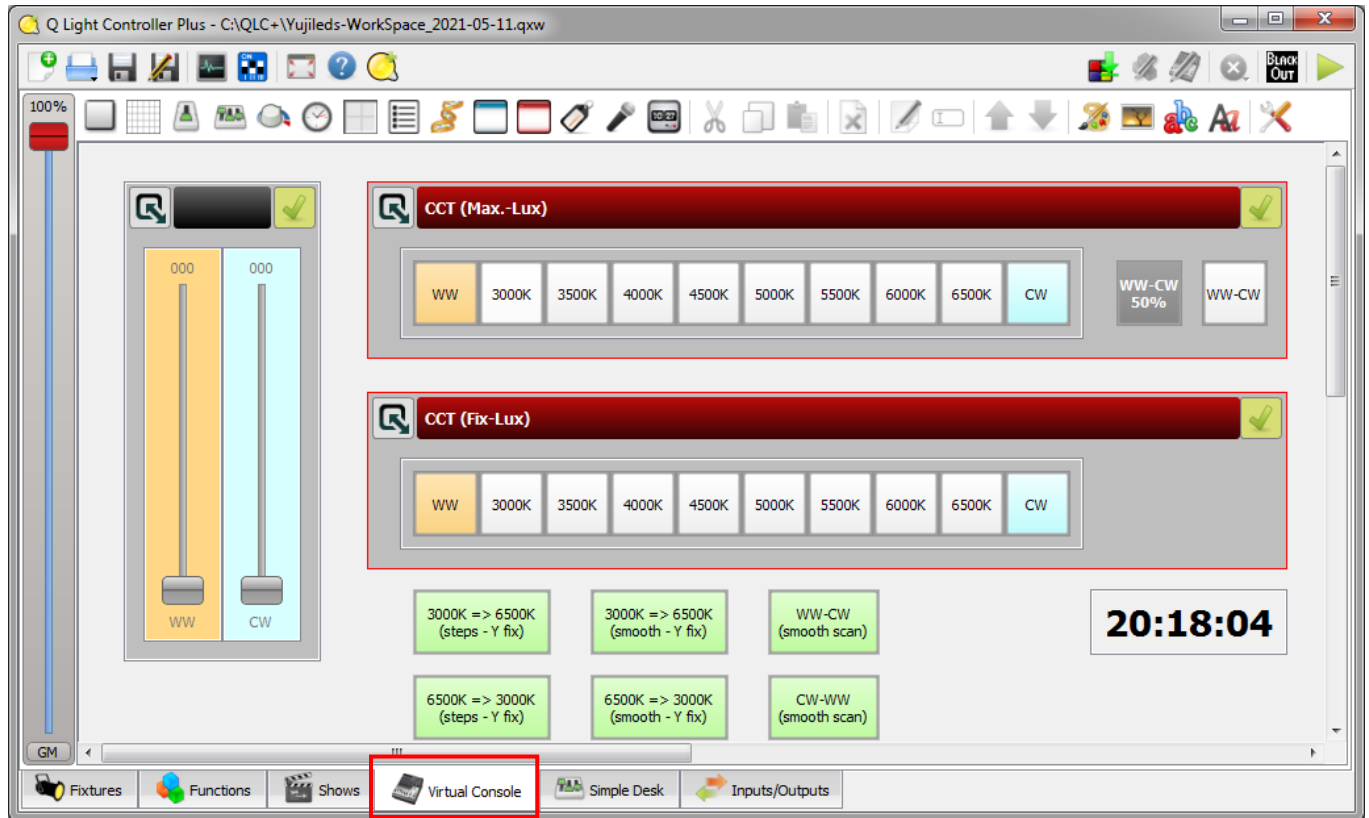 Q Light Controller Plus - C:\QLC+\Yujileds-WorkSpace_2021-05-11.qxw
BLACK
OUT
100%
10:27
abc
Aa
CCT (Max.-Lux)
000
000
WW
3000K
3500K
4000K
4500K
5000K
5500K
6000K
6500K
CW
WW-CW
50%
WW-CW
CCT (Fix-Lux)
WW
3000K
3500K
4000K
4500K
5000K
5500K
6000K
6500K
CW
WW
CW
3000K => 6500K
(steps - Y fix)
3000K => 6500K
(smooth - Y fix)
WW-CW
(smooth scan)
20:18:04
6500K => 3000K
(steps - Y fix)
6500K => 3000K
(smooth - Y fix)
CW-WW
(smooth scan)
GM
Fixtures
Functions
Shows
Virtual Console
Simple Desk
Inputs/Outputs